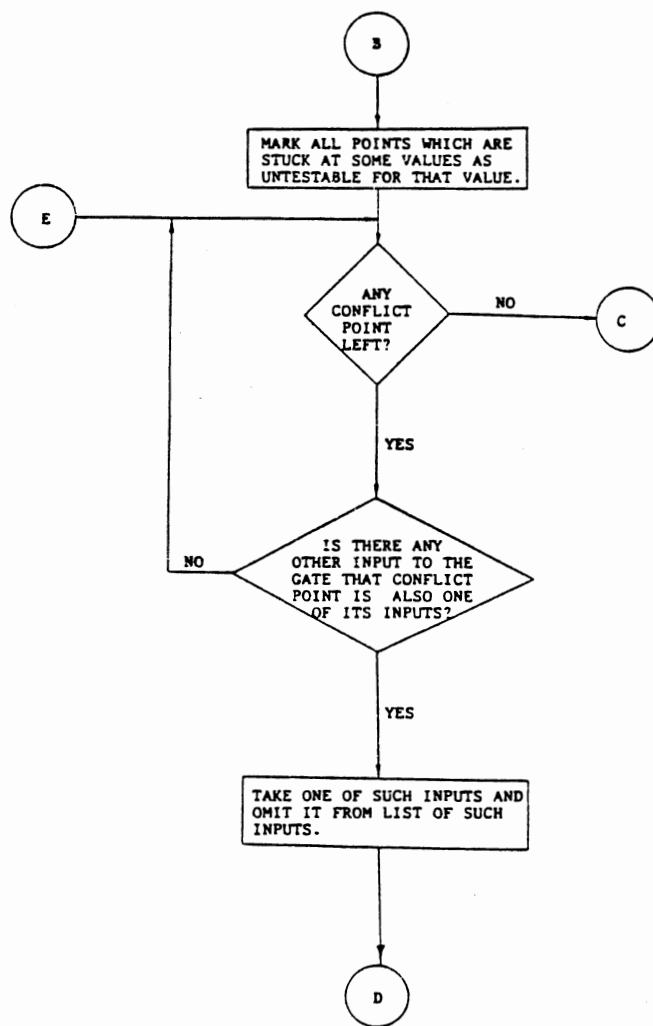 B
MARK ALL POINTS WHICH ARE
STUCK AT SOME VALUES AS
UNTESTABLE FOR THAT VALUE.
E
ANY
CONFLICT
POINT
LEFT?
NO
C
YES
IS THERE ANY
OTHER INPUT TO THE
GATE THAT CONFLICT
POINT IS ALSO ONE
OF ITS INPUTS?
NO
YES
TAKE ONE OF SUCH INPUTS AND
OMIT IT FROM LIST OF SUCH
INPUTS.
D